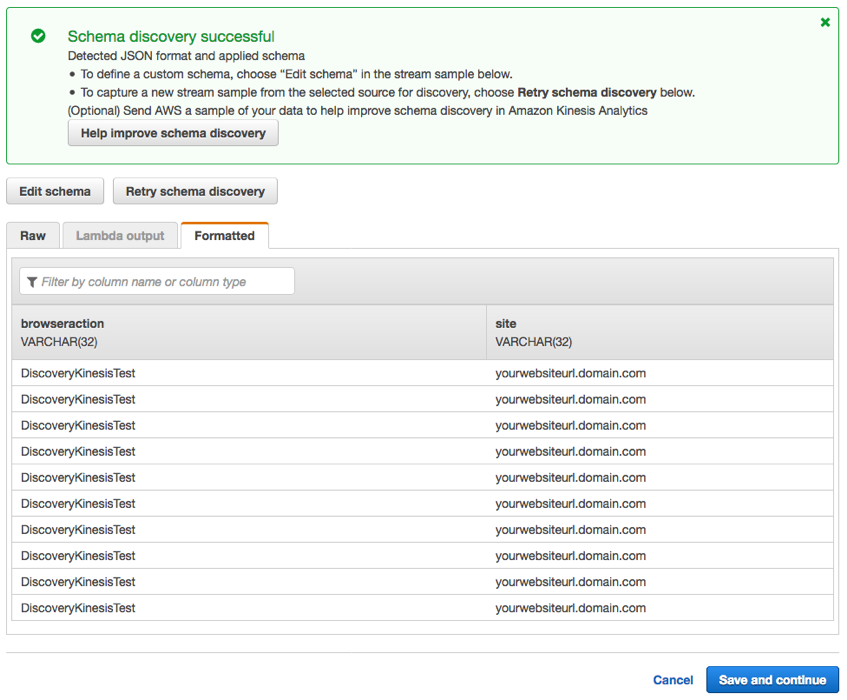 Schema discovery successful
Detected JSON format and applied schema
• To define a custom schema, choose “Edit schema” in the stream sample below.
• To capture a new stream sample from the selected source for discovery, choose Retry schema discovery below.
(Optional) Send AWS a sample of your data to help improve schema discovery in Amazon Kinesis Analytics
Help improve schema discovery
Edit schema Retry schema discovery
Raw Lambda output Formatted
Filter by column name or column type
browseraction site
VARCHAR(32) VARCHAR(32)
DiscoveryKinesisTest yourwebsiteurl.domain.com
DiscoveryKinesisTest yourwebsiteurl.domain.com
DiscoveryKinesisTest yourwebsiteurl.domain.com
DiscoveryKinesisTest yourwebsiteurl.domain.com
DiscoveryKinesisTest yourwebsiteurl.domain.com
DiscoveryKinesisTest yourwebsiteurl.domain.com
DiscoveryKinesisTest yourwebsiteurl.domain.com
DiscoveryKinesisTest yourwebsiteurl.domain.com
DiscoveryKinesisTest yourwebsiteurl.domain.com
DiscoveryKinesisTest yourwebsiteurl.domain.com
Cancel Save and continue